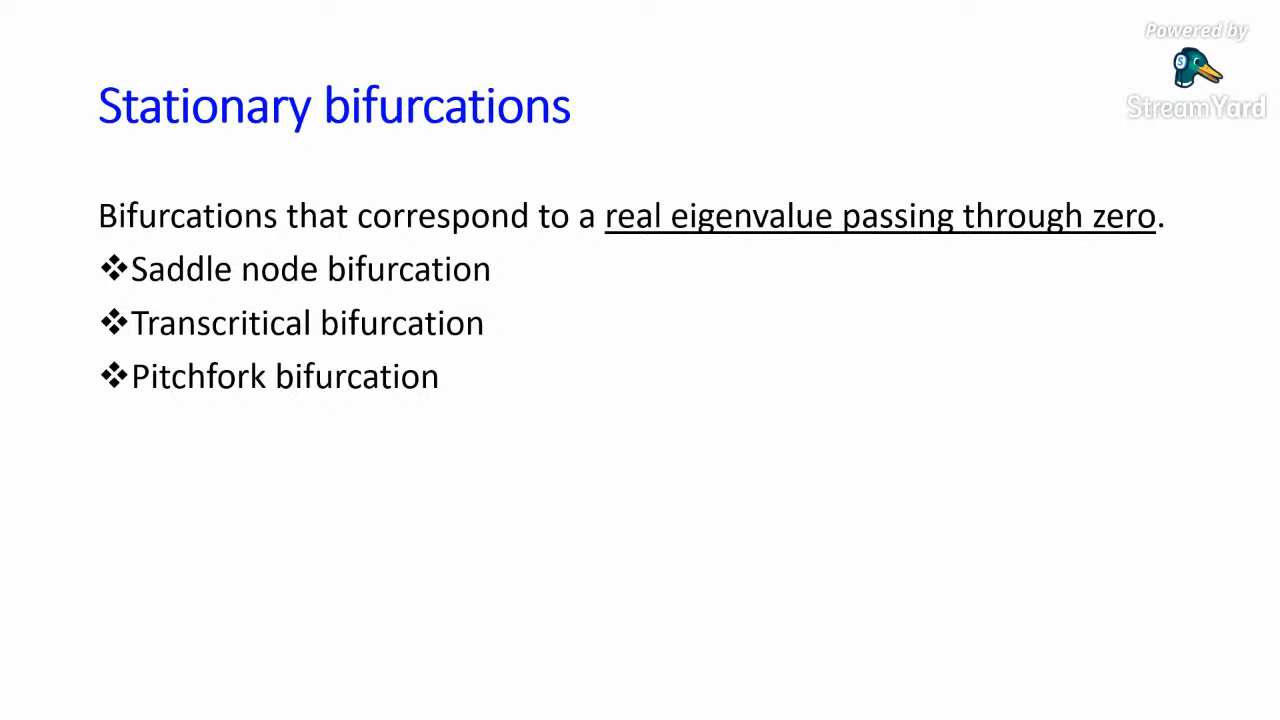 Powered by
S
StreamYard
Stationary bifurcations
Bifurcations that correspond to a real eigenvalue passing through zero.
❖Saddle node bifurcation
❖Transcritical bifurcation
❖Pitchfork bifurcation